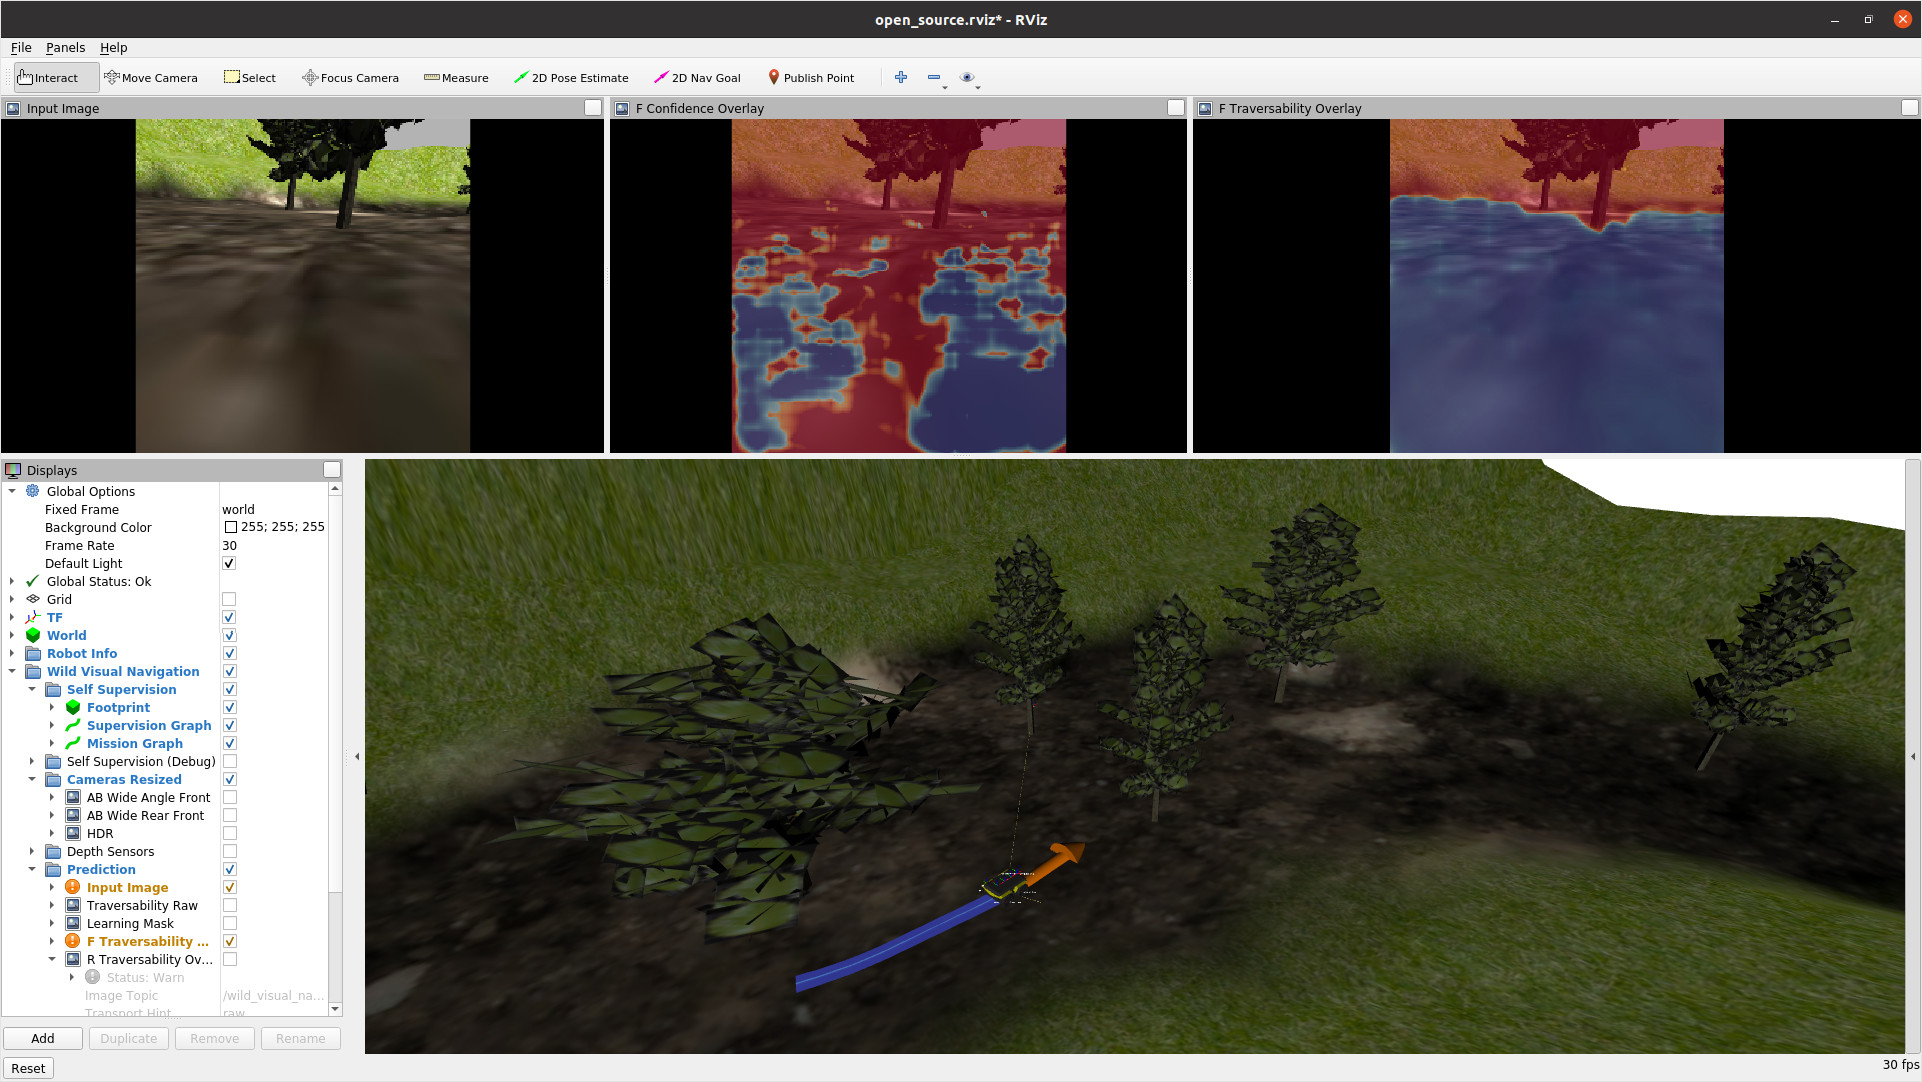 open_source.rviz* - RViz
File Panels Help
Interact Move Camera Select Focus Camera Measure 2D Pose Estimate 2D Nav Goal Publish Point
Input Image
F Confidence Overlay
F Traversability Overlay
Displays
Global Options
Fixed Frame world
Background Color 255; 255; 255
Frame Rate 30
Default Light
Global Status: Ok
Grid
TF
World
Robot Info
Wild Visual Navigation
Self Supervision
Footprint
Supervision Graph
Mission Graph
Self Supervision (Debug)
Cameras Resized
AB Wide Angle Front
AB Wide Rear Front
HDR
Depth Sensors
Prediction
Input Image
Traversability Raw
Learning Mask
F Traversability ...
R Traversability Ov...
Status: Warn
Image Topic /wild_visual_na...
Transport Hint raw
Add Duplicate Remove Rename
Reset
30 fps